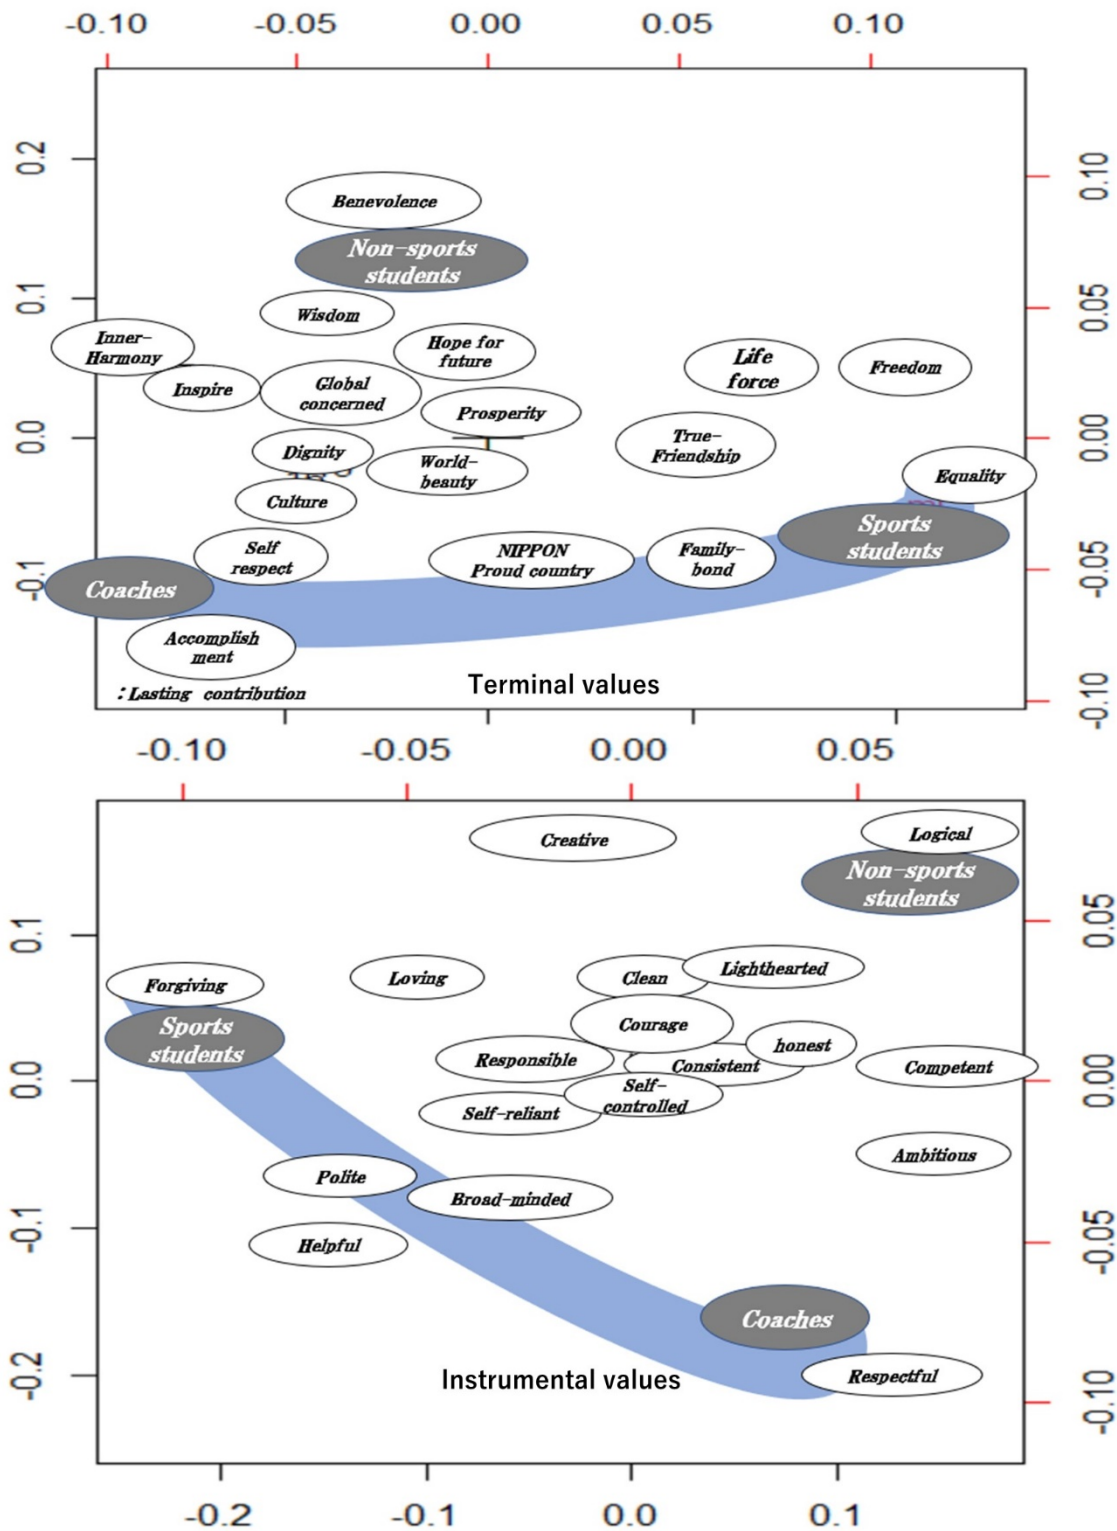 -0.10 -0.05 0.00 0.05 0.10
0.2
0.10
Benevolence
Non-sports
students
0.1
0.05
Wisdom
Inner-
Harmony
Hope for
future
Life
force
Freedom
Inspire
Global
concerned
Prosperity
0.0
0.00
Dignity
True-
Friendship
World-
beauty
Equality
Culture
Sports
students
Self
respect
NIPPON
Proud country
Family-
bond
-0.1
-0.05
Coaches
Accomplish
ment
:Lasting contribution
Terminal values
-0.10
-0.10 -0.05 0.00 0.05
Creative
Logical
Non-sports
students
0.1
0.05
Forgiving
Loving
Clean
Lighthearted
Sports
students
Courage
honest
Responsible
Consistent
Competent
0.0
0.00
Self-
controlled
Self-reliant
Ambitious
Polite
Broad-minded
-0.1
-0.05
Helpful
Coaches
-0.2
Instrumental values
Respectful
-0.10
-0.2 -0.1 0.0 0.1